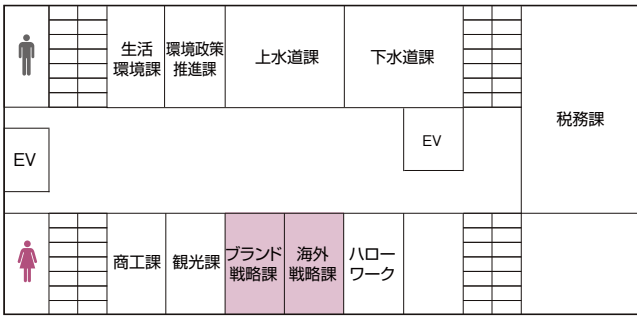 生活
環境課
環境政策
推進課
上水道課
下水道課
税務課
EV
EV
商工課
観光課
ブランド
戦略課
海外
戦略課
ハロー
ワーク